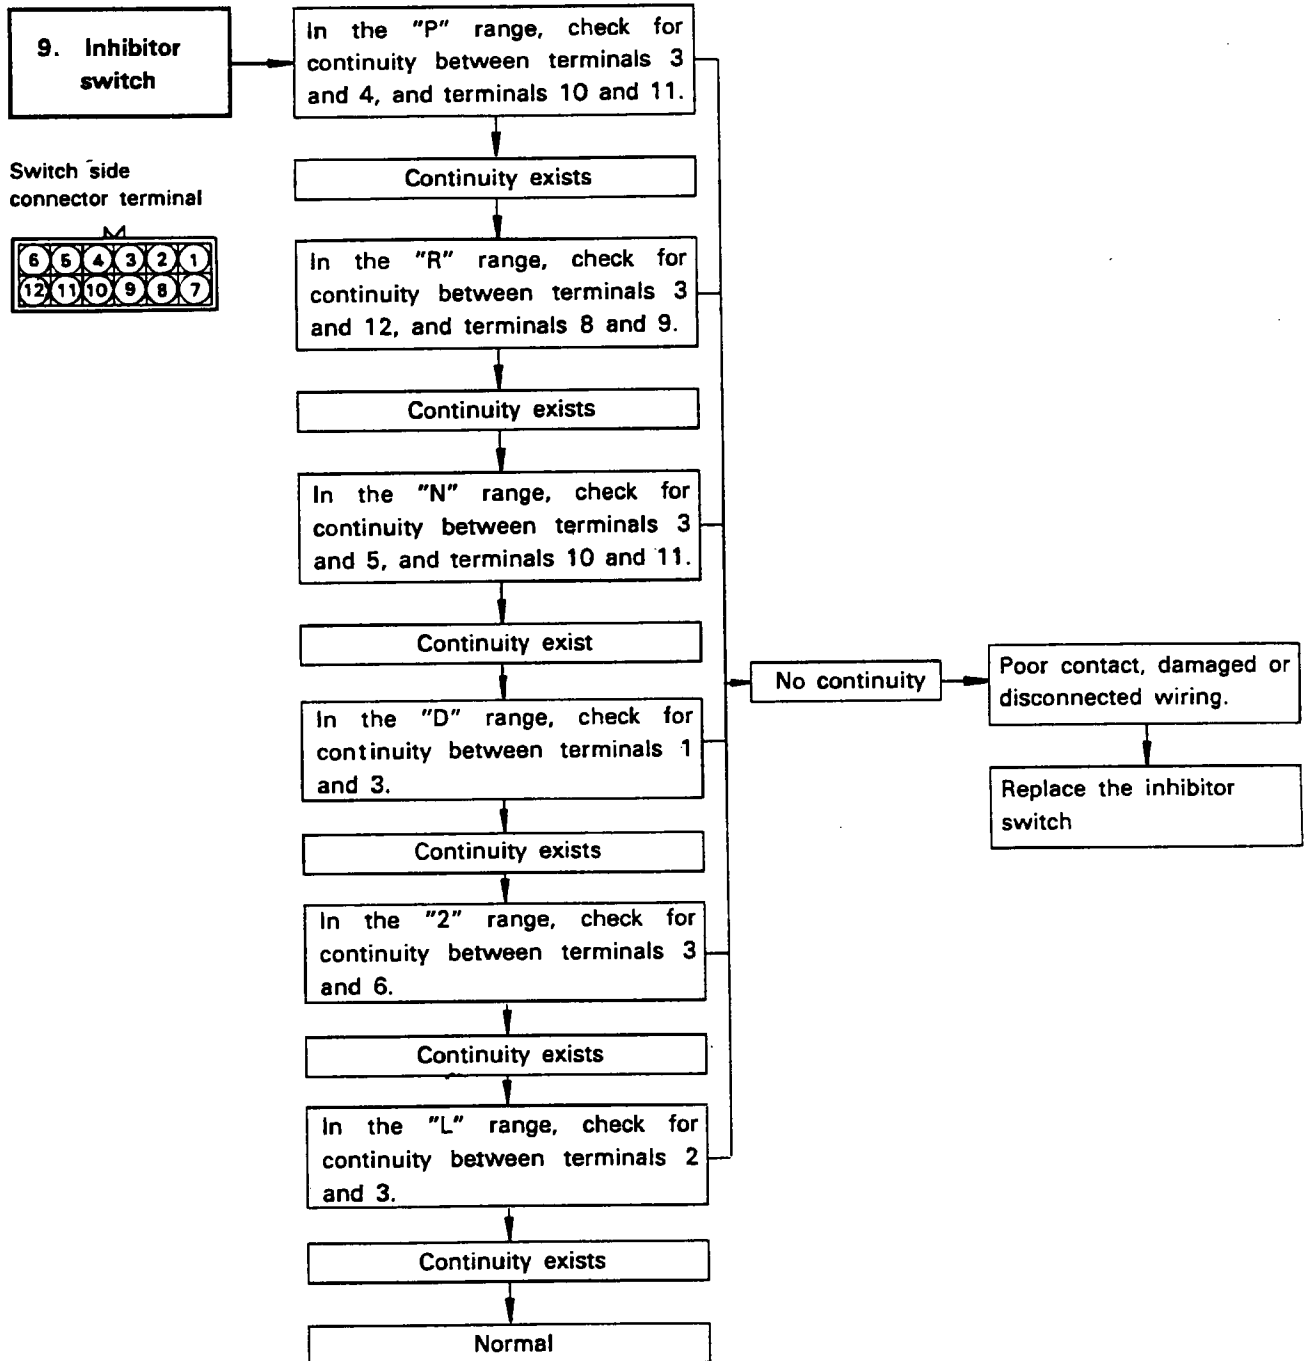 9. Inhibitor
switch
In the "P" range, check for
continuity between terminals 3
and 4, and terminals 10 and 11.
Switch side
connector terminal
6 5 4 3 2 1
12 11 10 9 8 7
Continuity exists
In the "R" range, check for
continuity between terminals 3
and 12, and terminals 8 and 9.
Continuity exists
In the "N" range, check for
continuity between terminals 3
and 5, and terminals 10 and 11.
Continuity exist
In the "D" range, check for
continuity between terminals 1
and 3.
Continuity exists
In the "2" range, check for
continuity between terminals 3
and 6.
Continuity exists
In the "L" range, check for
continuity between terminals 2
and 3.
Continuity exists
Normal
No continuity
Poor contact, damaged or
disconnected wiring.
Replace the inhibitor
switch